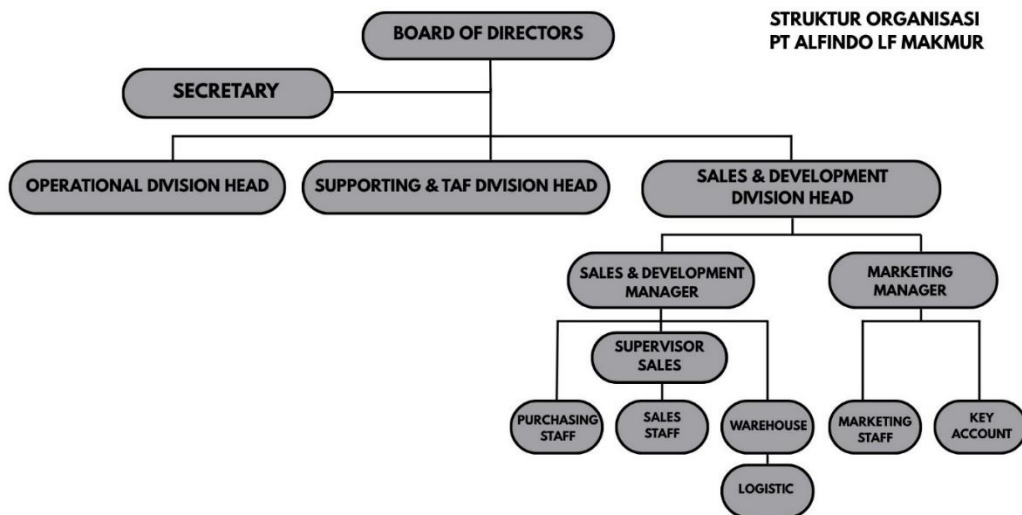 STRUKTUR ORGANISASI
PT ALFINDO LF MAKMUR
BOARD OF DIRECTORS
SECRETARY
OPERATIONAL DIVISION HEAD
SUPPORTING & TAF DIVISION HEAD
SALES & DEVELOPMENT
DIVISION HEAD
SALES & DEVELOPMENT
MANAGER
MARKETING
MANAGER
SUPERVISOR
SALES
PURCHASING
STAFF
SALES
STAFF
WAREHOUSE
MARKETING
STAFF
KEY
ACCOUNT
LOGISTIC